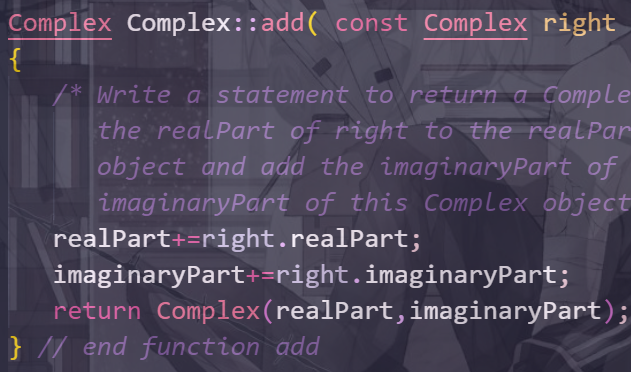 Complex Complex::add( const Complex right
{
/* Write a statement to return a Comple
the realPart of right to the realPar
object and add the imaginaryPart of
imaginaryPart of this Complex object
realPart+=right.realPart;
imaginaryPart+=right.imaginaryPart;
return Complex(realPart,imaginaryPart);
} // end function add